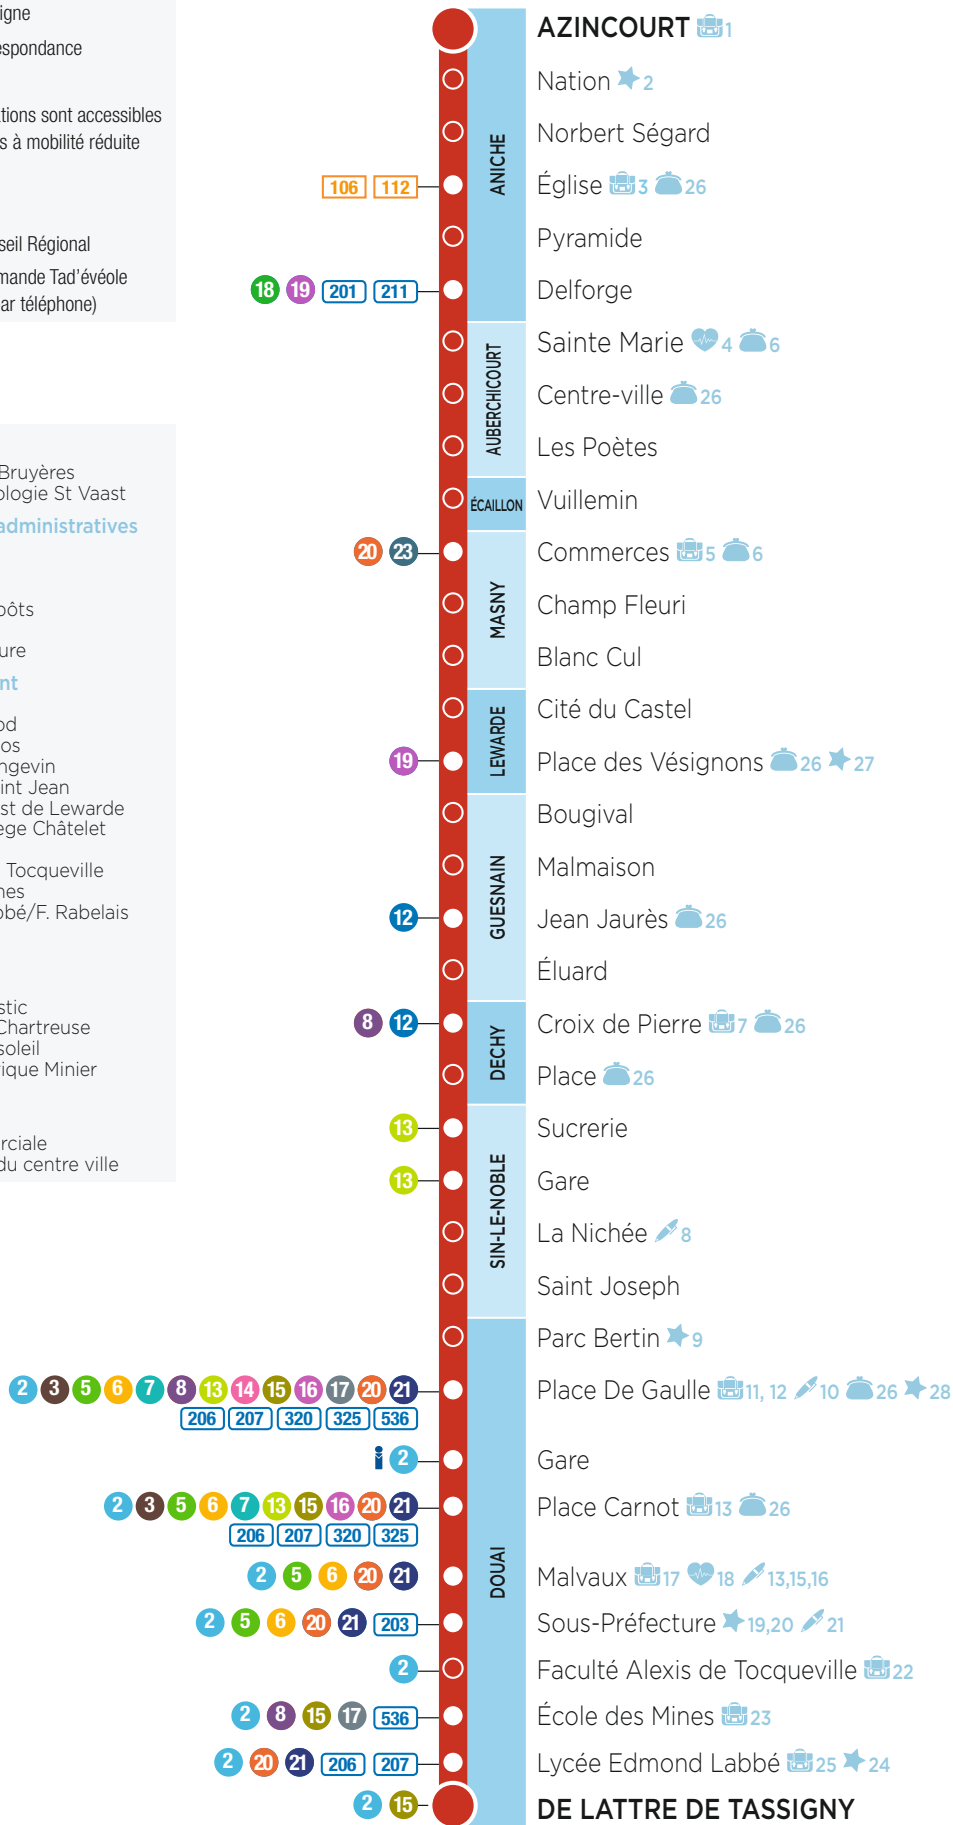 igne
espondance
tions sont accessibles
s à mobilité réduite
seil Régional
mande Tad'évéole
ar téléphone)
Bruyères
ologie St Vaast
administratives
pôts
ure
nt
od
os
ngevin
int Jean
st de Lewarde
ege Châtelet
Tocqueville
nes
bbé/F. Rabelais
stic
Chartreuse
soleil
ique Minier
rciale
du centre ville
ANICHE
AZINCOURT 1
Nation 2
Norbert Ségard
106 112 Église 3 26
Pyramide
18 19 201 211 Delforge
AUBERCHICOURT
Sainte Marie 4 6
Centre-ville 26
Les Poètes
ÉCAILLON Vuillemin
MASNY
20 23 Commerces 5 6
Champ Fleuri
Blanc Cul
LEWARDE
Cité du Castel
19 Place des Vésignons 26 27
GUESNAIN
Bougival
Malmaison
12 Jean Jaurès 26
Éluard
DECHY
8 12 Croix de Pierre 7 26
Place 26
SIN-LE-NOBLE
13 Sucrerie
13 Gare
La Nichée 8
Saint Joseph
DOUAI
Parc Bertin 9
2 3 5 6 7 8 13 14 15 16 17 20 21 Place De Gaulle 11, 12 10 26 28
206 207 320 325 536
i 2 Gare
2 3 5 6 7 13 15 16 20 21 Place Carnot 13 26
206 207 320 325
2 5 6 20 21 Malvaux 17 18 13,15,16
2 5 6 20 21 203 Sous-Préfecture 19,20 21
2 Faculté Alexis de Tocqueville 22
2 8 15 17 536 École des Mines 23
2 20 21 206 207 Lycée Edmond Labbé 25 24
2 15 DE LATTRE DE TASSIGNY